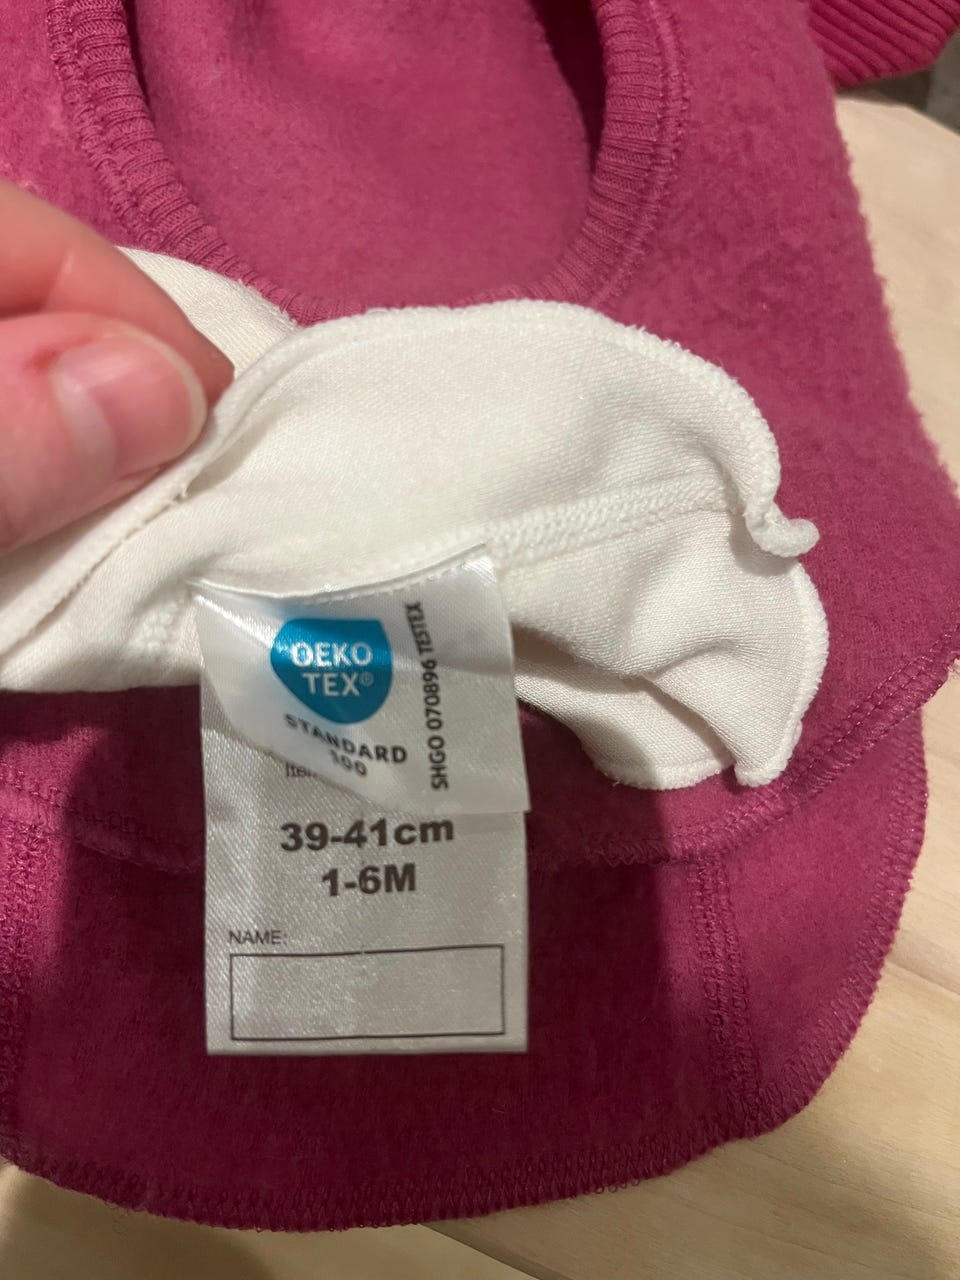 OEKO
TEX®
STANDARD
100
SHGO 070896 TESTEX
39-41cm
1-6M
NAME: